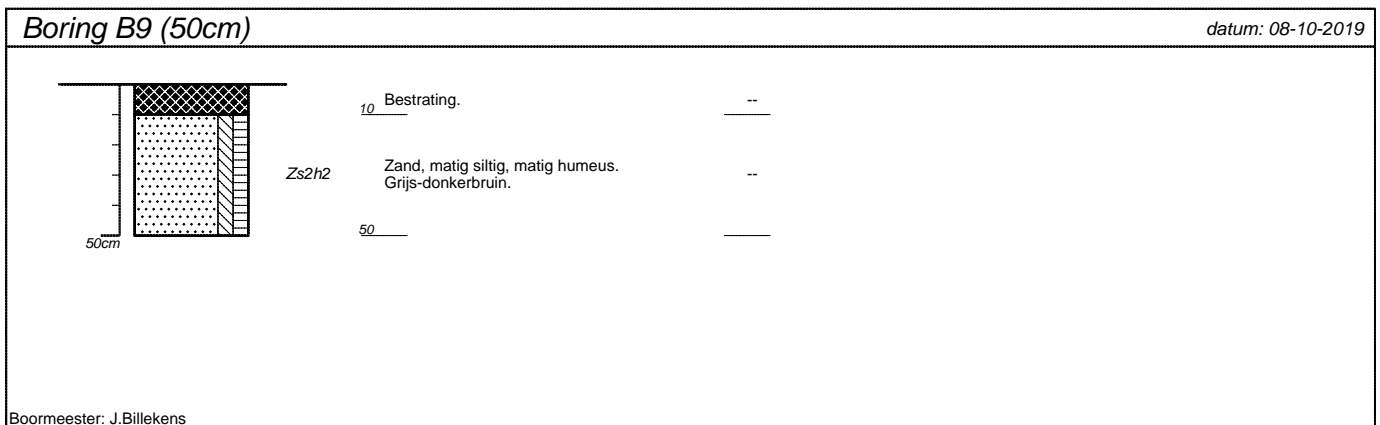 Boring B9 (50cm)
datum: 08-10-2019
10 Bestrating. --
Zs2h2 Zand, matig siltig, matig humeus. --
Grijs-donkerbruin.
50
50cm
Boormeester: J.Billekens